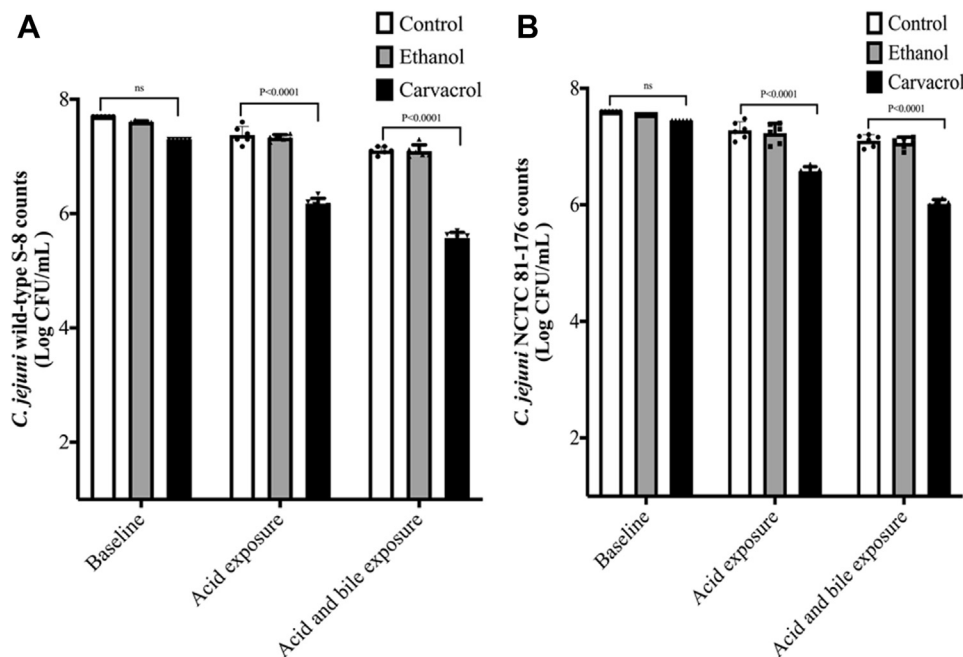 A
Control
Ethanol
Carvacrol
C. jejuni wild-type S-8 counts
(Log CFU/mL )
8
6
4
2
ns
P<0.0001
P<0.0001
Baseline
Acid exposure
Acid and bile exposure
B
Control
Ethanol
Carvacrol
C. jejuni NCTC 81-176 counts
(Log CFU/mL )
8
6
4
2
ns
P<0.0001
P<0.0001
Baseline
Acid exposure
Acid and bile exposure